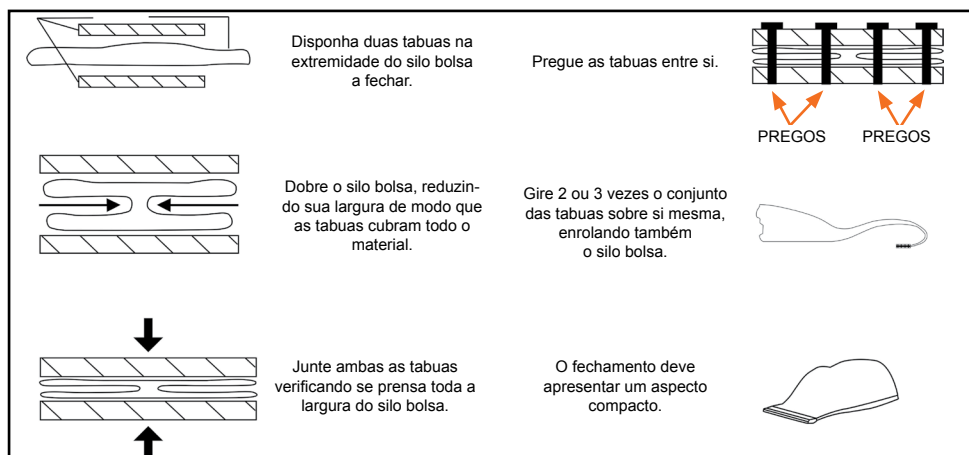 Disponha duas tabuas na
extremidade do silo bolsa
a fechar.
Dobre o silo bolsa, reduzin-
do sua largura de modo que
as tabuas cubram todo o
material.
Junte ambas as tabuas
verificando se prensa toda a
largura do silo bolsa.
Pregue as tabuas entre si.
PREGOS PREGOS
Gire 2 ou 3 vezes o conjunto
das tabuas sobre si mesma,
enrolando também
o silo bolsa.
O fechamento deve
apresentar um aspecto
compacto.